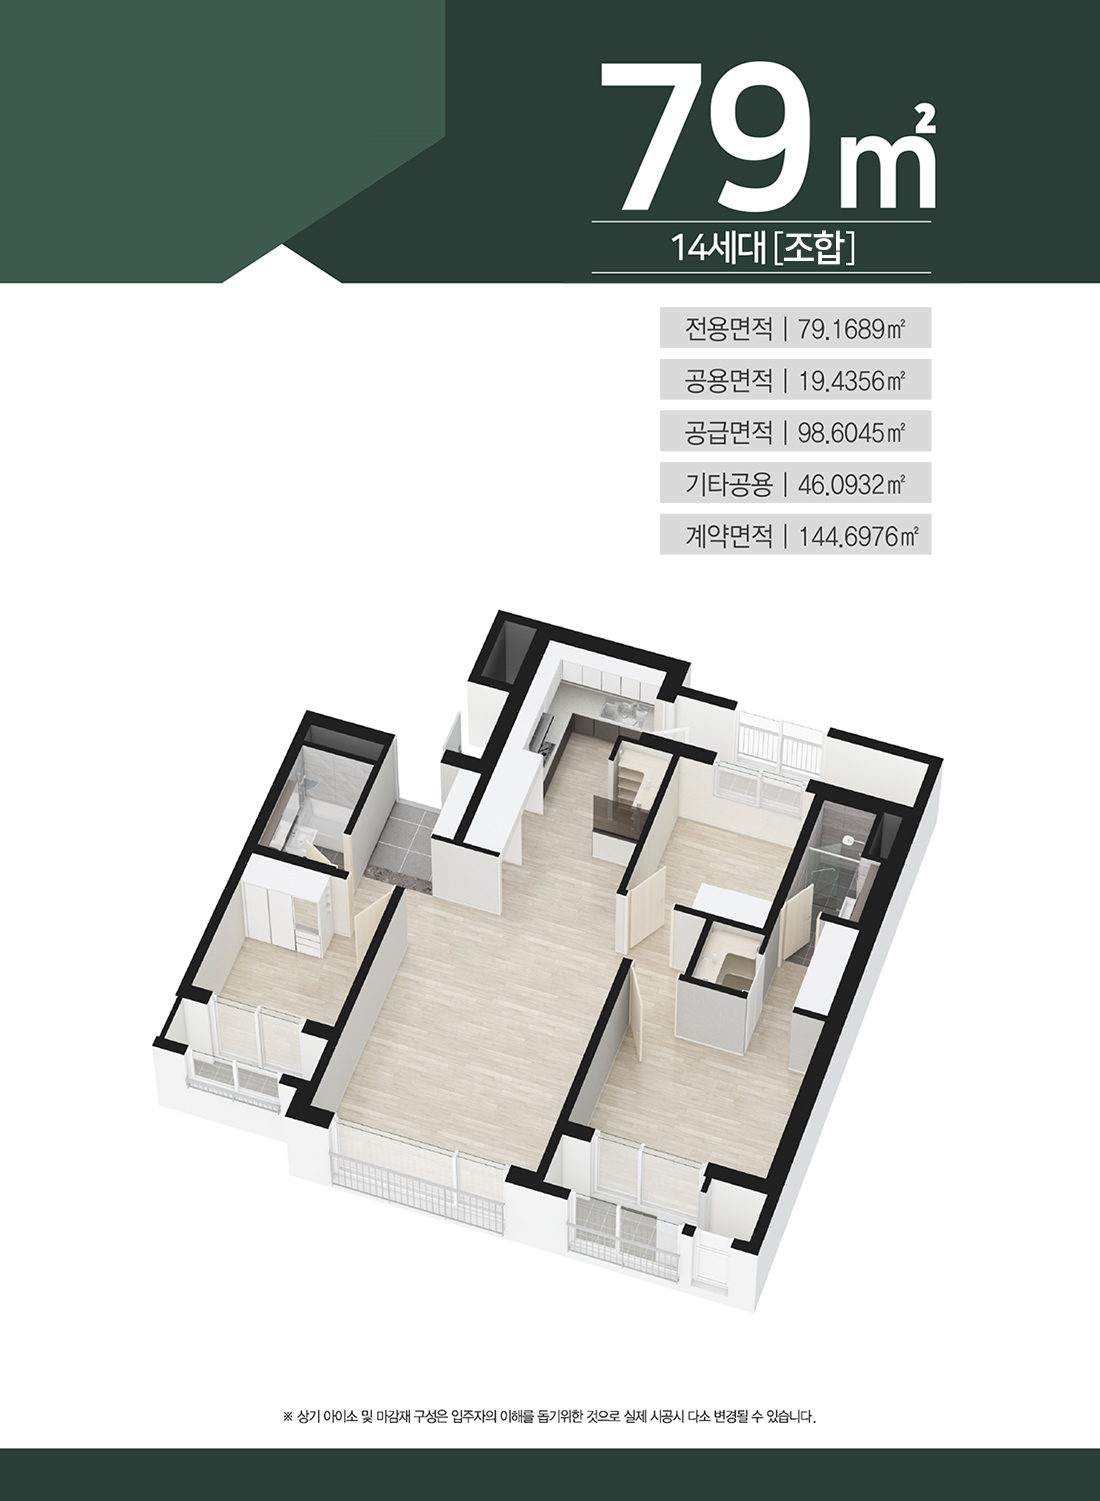 79㎡
14세대 [조합]
전용면적 | 79.1689㎡
공용면적 | 19.4356㎡
공급면적 | 98.6045㎡
기타공용 | 46.0932㎡
계약면적 | 144.6976㎡
※ 상기 아이소 및 마감재 구성은 입주자의 이해를 돕기위한 것으로 실제 시공시 다소 변경될 수 있습니다.